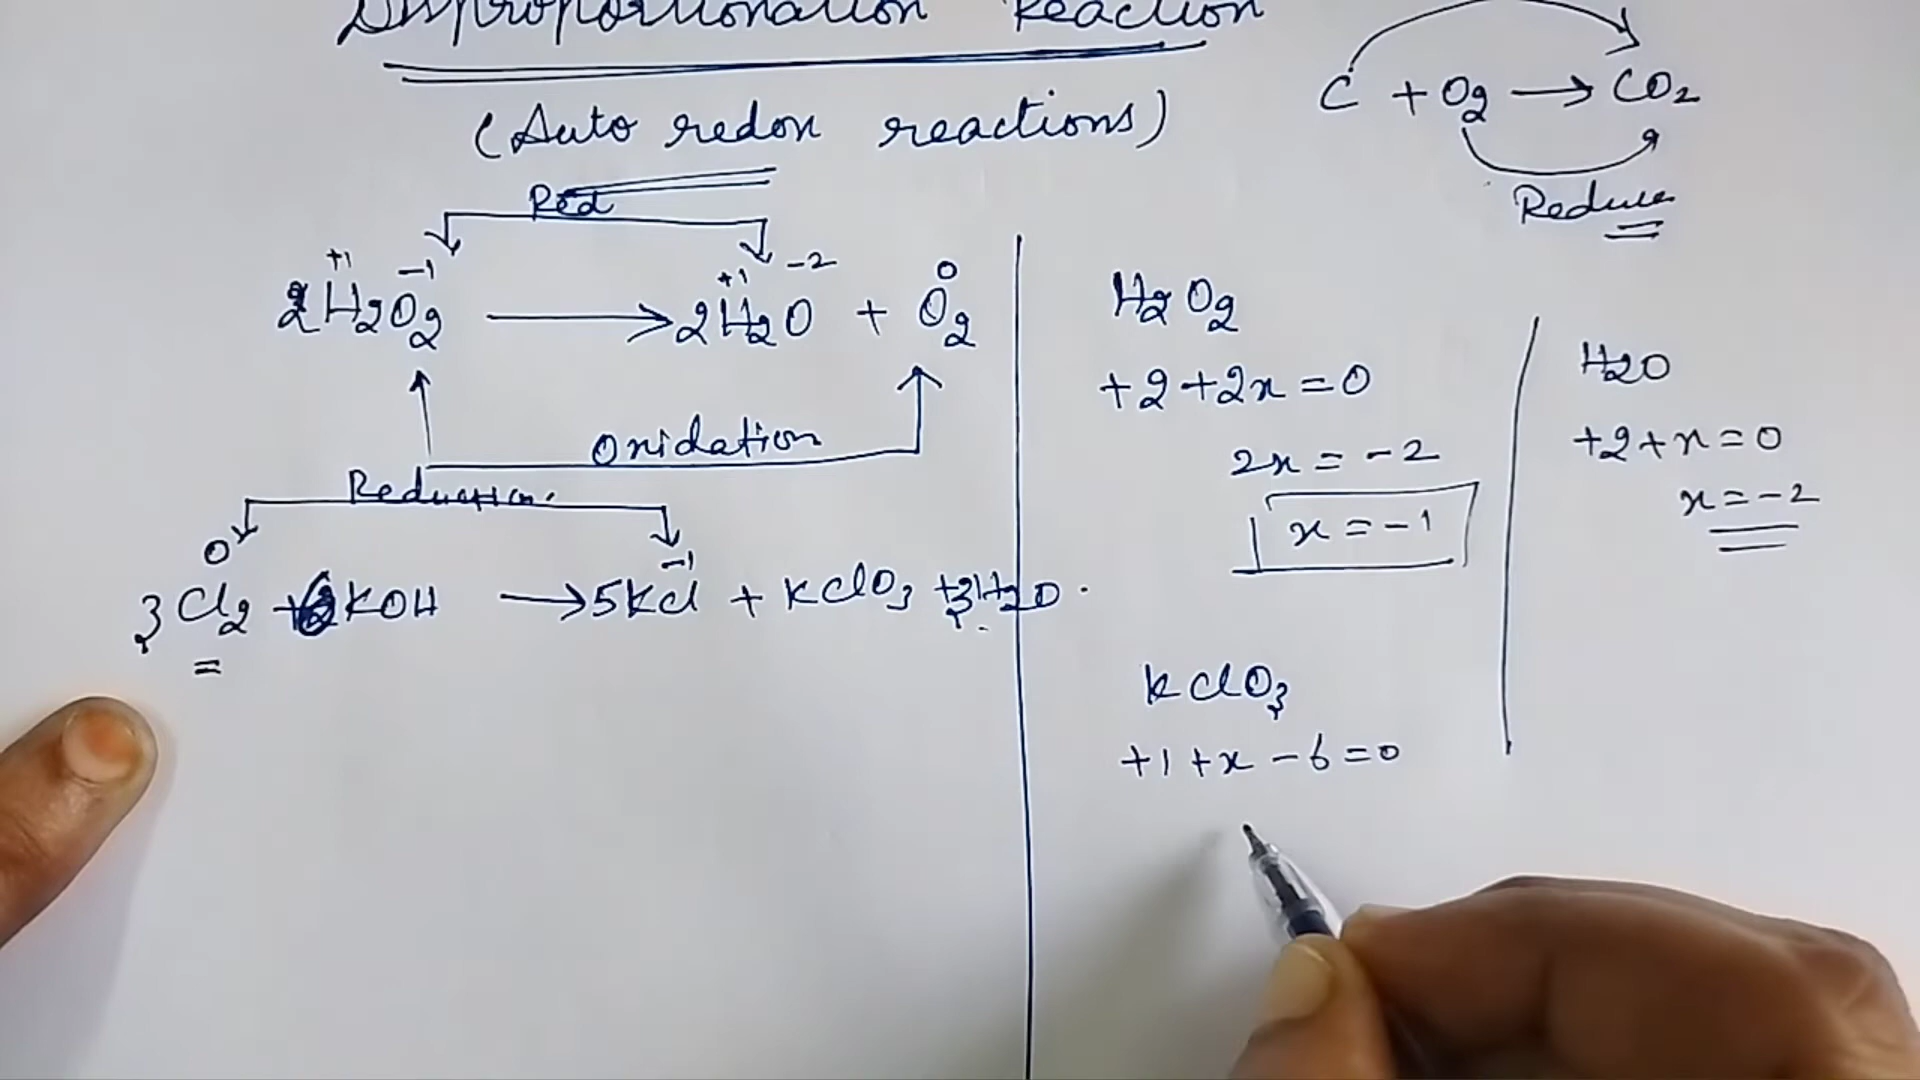 Disproportionation Reaction
(Auto redox reactions)
C + O2 → CO2
Reduce
Red
+1 -1 +1 -2 0
2H2O2 → 2H2O + O2
Oxidation
Reduction
0 -1
3Cl2 + 6KOH → 5KCl + KClO3 + 3H2O.
H2O2
+2+2x=0
2x=-2
x=-1
H2O
+2+x=0
x=-2
KClO3
+1+x-6=0